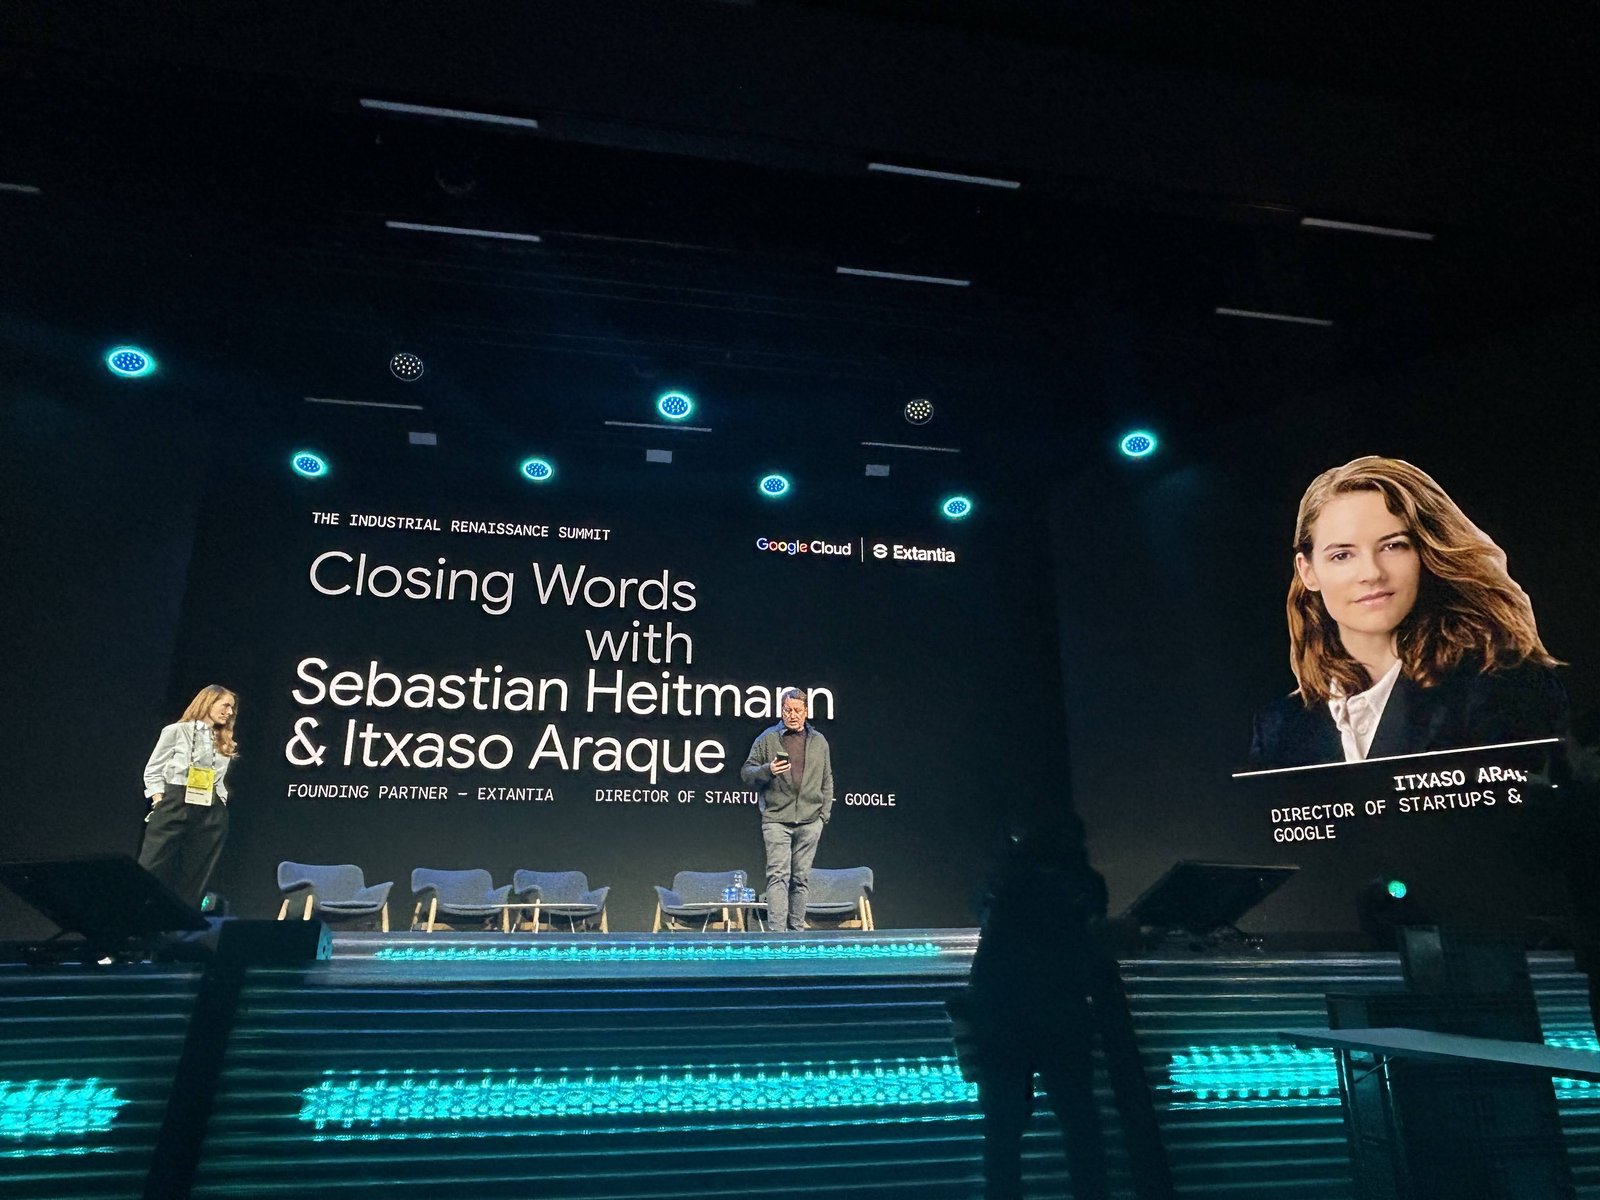 THE INDUSTRIAL RENAISSANCE SUMMIT
Google Cloud | Extantia
Closing Words
with
Sebastian Heitmann
& Itxaso Araque
FOUNDING PARTNER – EXTANTIA
DIRECTOR OF – GOOGLE
ITXASO
DIRECTOR OF STARTUPS &
GOOGLE